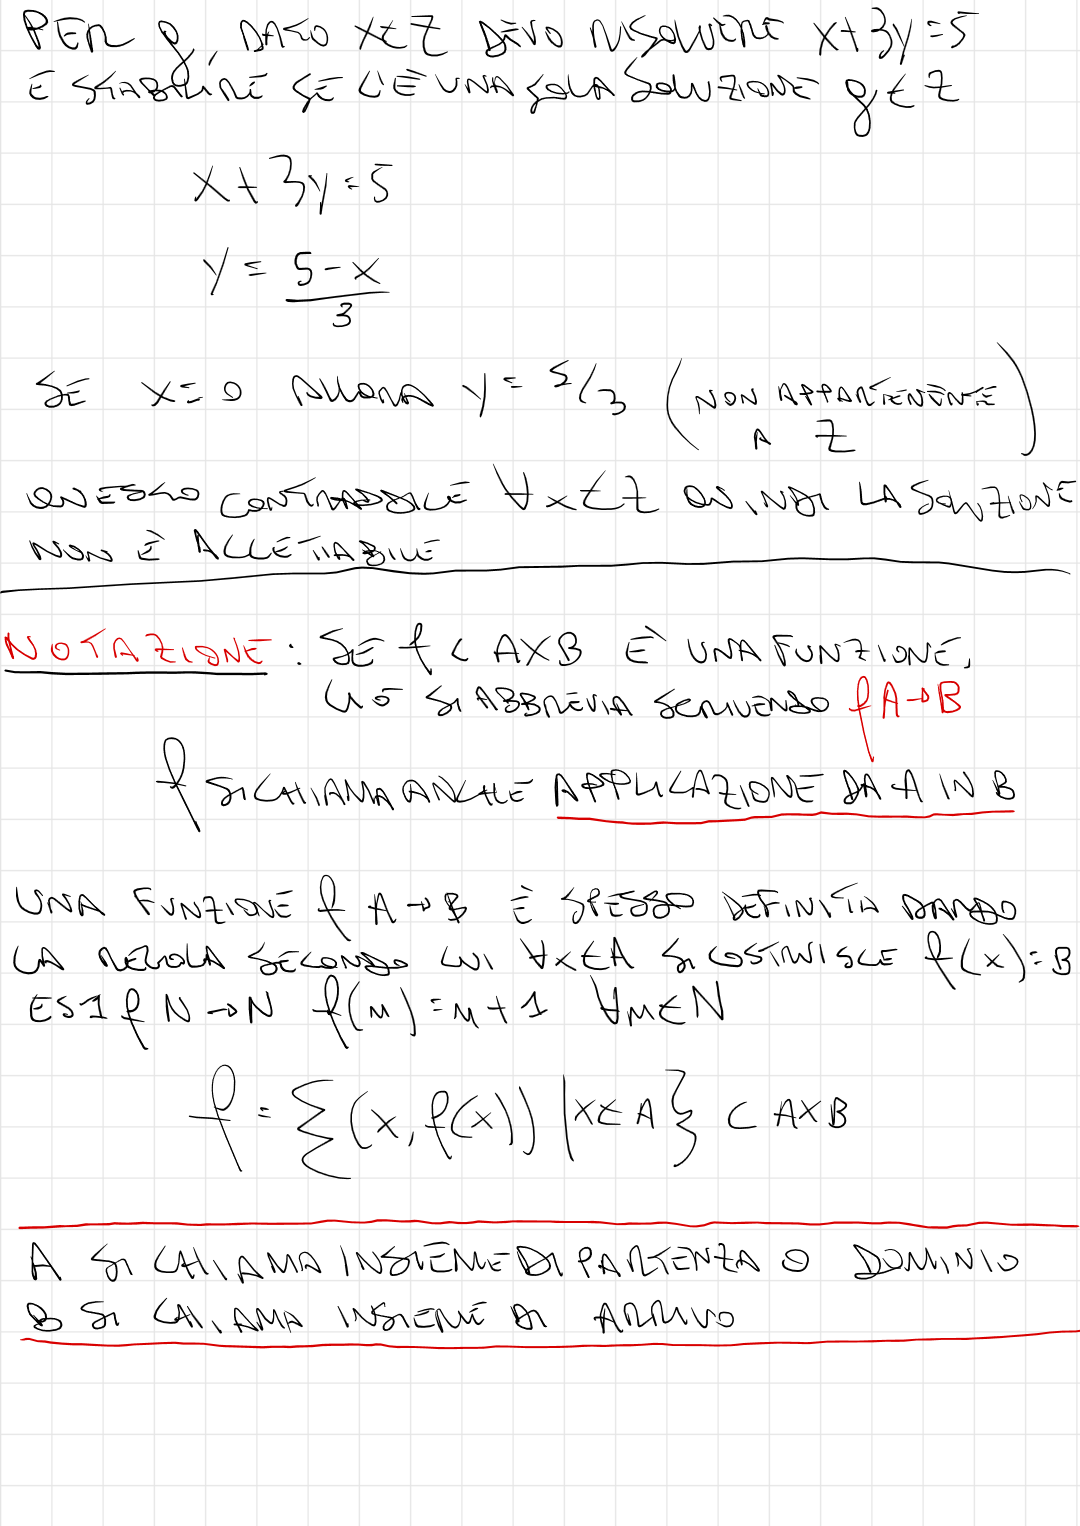 PER g, DATO X∈Z DEVO RISOLVERE X+3y=5
E STABILIRE SE C'È UNA SOLA SOLUZIONE y∈Z
X+3y=5
y = 5-x / 3
SE X=0 ALLORA y = 5/3 (NON APPARTENENTE A Z)
QUESTO CONTRADDICE ∀x∈Z QUINDI LA SOLUZIONE
NON È ACCETTABILE
NOTAZIONE: SE f ⊂ AXB È UNA FUNZIONE,
CIÒ SI ABBREVIA SCRIVENDO f A→B
f SI CHIAMA ANCHE APPLICAZIONE DA A IN B
UNA FUNZIONE f A→B È SPESSO DEFINITA DANDO
LA REGOLA SECONDO CUI ∀x∈A SI COSTRUISCE f(x)=B
ES1 f N→N f(n)=n+1 ∀n∈N
f={(x,f(x)) |X∈A} ⊂ AXB
A SI CHIAMA INSIEME DI PARTENZA O DOMINIO
B SI CHIAMA INSIEME DI ARRIVO